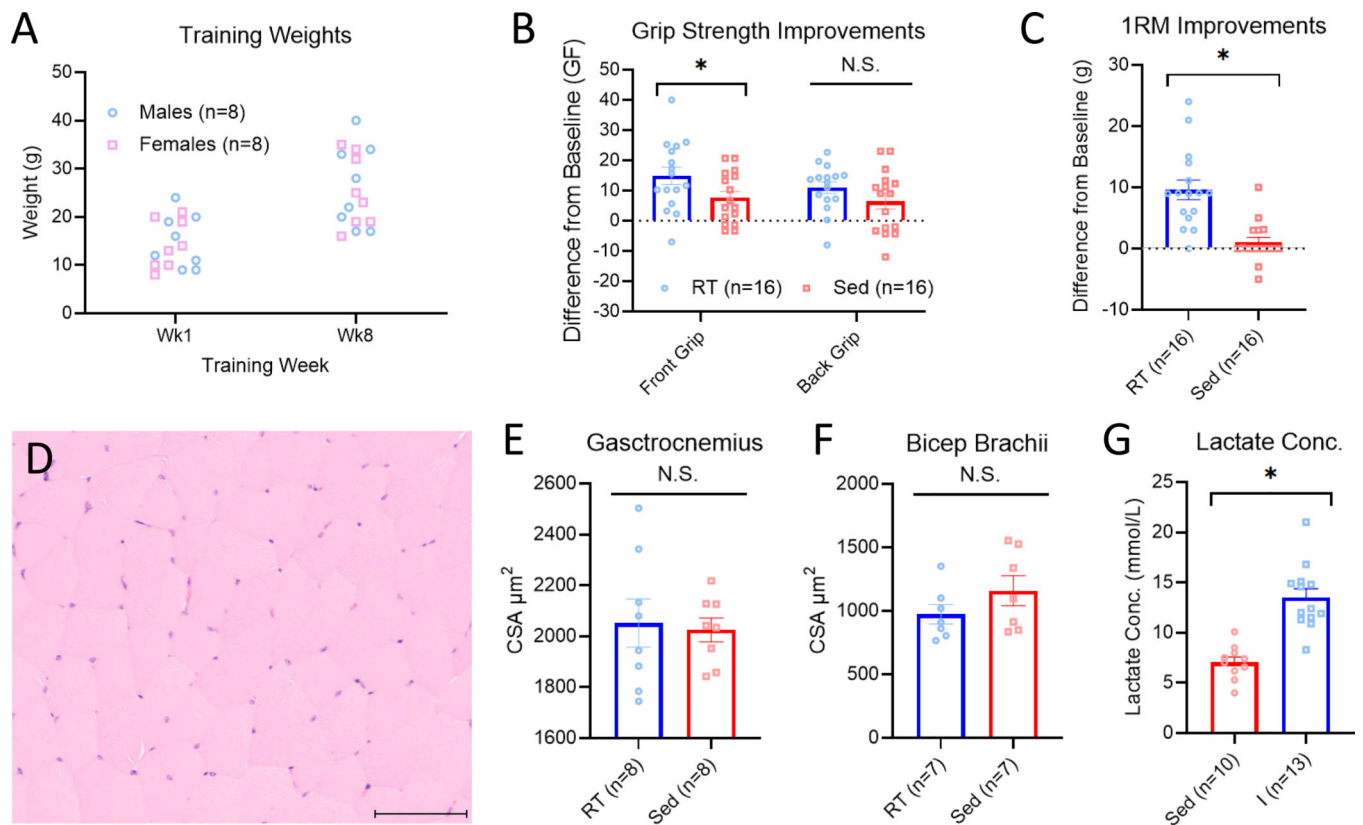 A
Training Weights
50
40
30
20
10
0
Weight (g)
Males (n=8)
Females (n=8)
Wk1
Wk8
Training Week
B
Grip Strength Improvements
*
N.S.
50
40
30
20
10
0
-10
-20
-30
Difference from Baseline (GF)
RT (n=16)
Sed (n=16)
Front Grip
Back Grip
C
1RM Improvements
*
30
20
10
0
-10
Difference from Baseline (g)
RT (n=16)
Sed (n=16)
D
E
Gasctrocnemius
N.S.
2600
2400
2200
2000
1800
1600
CSA µm²
RT (n=8)
Sed (n=8)
F
Bicep Brachii
N.S.
2000
1500
1000
500
0
CSA µm²
RT (n=7)
Sed (n=7)
G
Lactate Conc.
*
25
20
15
10
5
0
Lactate Conc. (mmol/L)
Sed (n=10)
I (n=13)